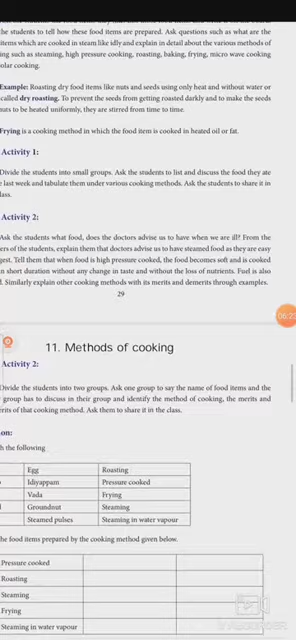 the students to tell how these food items are prepared. Ask questions such as what are the
items which are cooked in steam like idly and explain in detail about the various methods of
ing such as steaming, high pressure cooking, roasting, baking, frying, micro wave cooking
olar cooking.
Example: Roasting dry food items like nuts and seeds using only heat and without water or
called dry roasting. To prevent the seeds from getting roasted darkly and to make the seeds
nuts to be heated uniformly, they are stirred from time to time.
Frying is a cooking method in which the food item is cooked in heated oil or fat.
Activity 1:
Divide the students into small groups. Ask the students to list and discuss the food they ate
e last week and tabulate them under various cooking methods. Ask the students to share it in
lass.
Activity 2:
Ask the students what food, does the doctors advise us to have when we are ill? From the
ers of the students, explain them that doctors advise us to have steamed food as they are easy
gest. Tell them that when food is high pressure cooked, the food becomes soft and is cooked
in short duration without any change in taste and without the loss of nutrients. Fuel is also
d. Similarly explain other cooking methods with its merits and demerits through examples.
29
06:23
11. Methods of cooking
Activity 2:
Divide the students into two groups. Ask one group to say the name of food items and the
group has to discuss in their group and identify the method of cooking, the merits and
erits of that cooking method. Ask them to share it in the class.
ion:
h the following
Egg Roasting
Idiyappam Pressure cooked
Vada Frying
Groundnut Steaming
Steamed pulses Steaming in water vapour
he food items prepared by the cooking method given below.
Pressure cooked
Roasting
Steaming
Frying
Steaming in water vapour